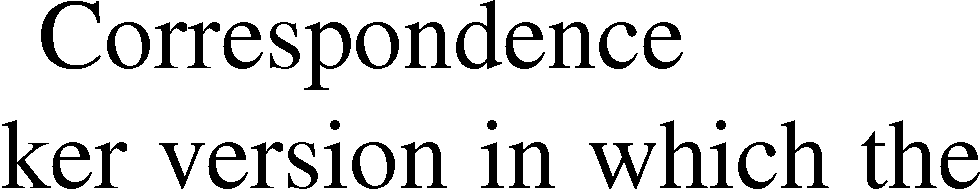 Correspondence
ker version in which the